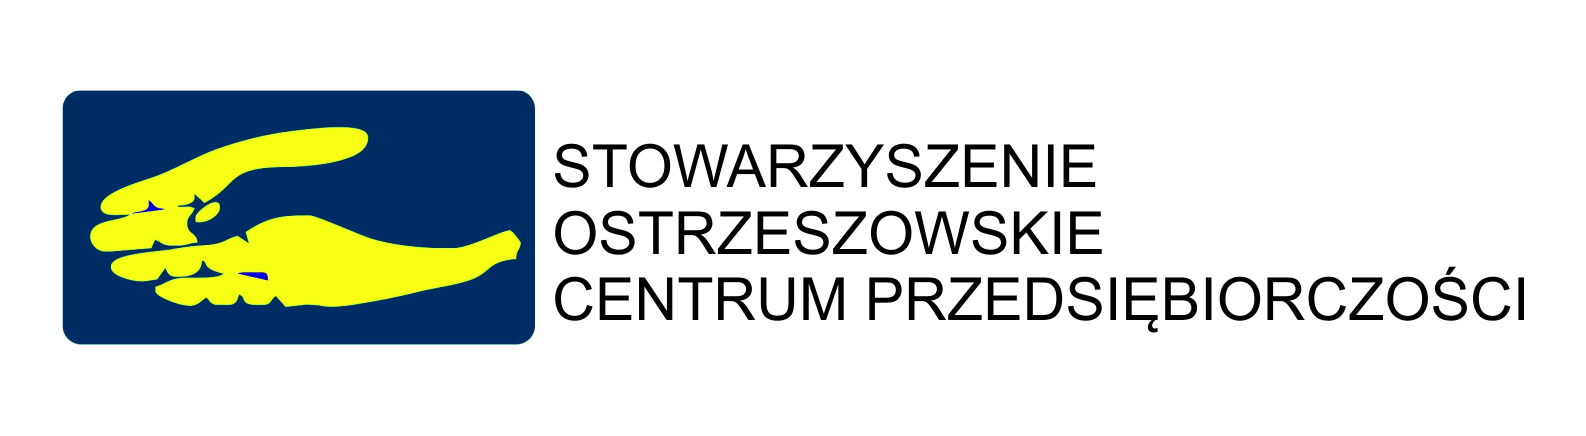 STOWARZYSZENIE
OSTRZESZOWSKIE
CENTRUM PRZEDSIĘBIORCZOŚCI